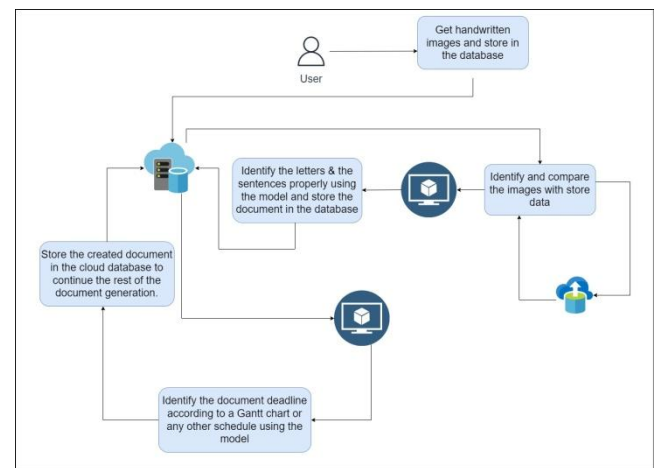 Get handwritten
images and store in
the database
User
Identify the letters & the
sentences properly using
the model and store the
document in the database
Identify and compare
the images with store
data
Store the created document
in the cloud database to
continue the rest of the
document generation.
Identify the document deadline
according to a Gantt chart or
any other schedule using the
model